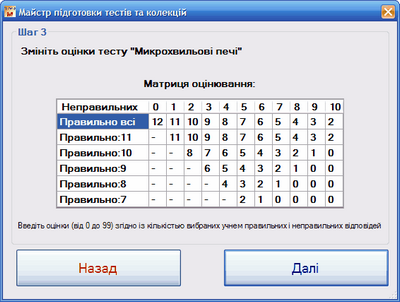 Майстр підготовки тестів та колекцій
Шаг 3
Змініть оцінки тесту "Микрохвильові печі"
Матриця оцінювання:
Неправильних 0 1 2 3 4 5 6 7 8 9 10
Правильно всі 12 11 10 9 8 7 6 5 4 3 2
Правильно:11 - 11 10 9 8 7 6 5 4 3 2
Правильно:10 - - 8 7 6 5 4 3 2 1 0
Правильно:9 - - - 6 5 4 3 2 1 0 0
Правильно:8 - - - - 4 3 2 1 0 0 0
Правильно:7 - - - - - 2 1 0 0 0 0
Введіть оцінки (від 0 до 99) згідно із кількістью вибраних учнем правильних і неправильних відповідей
Назад
Далі